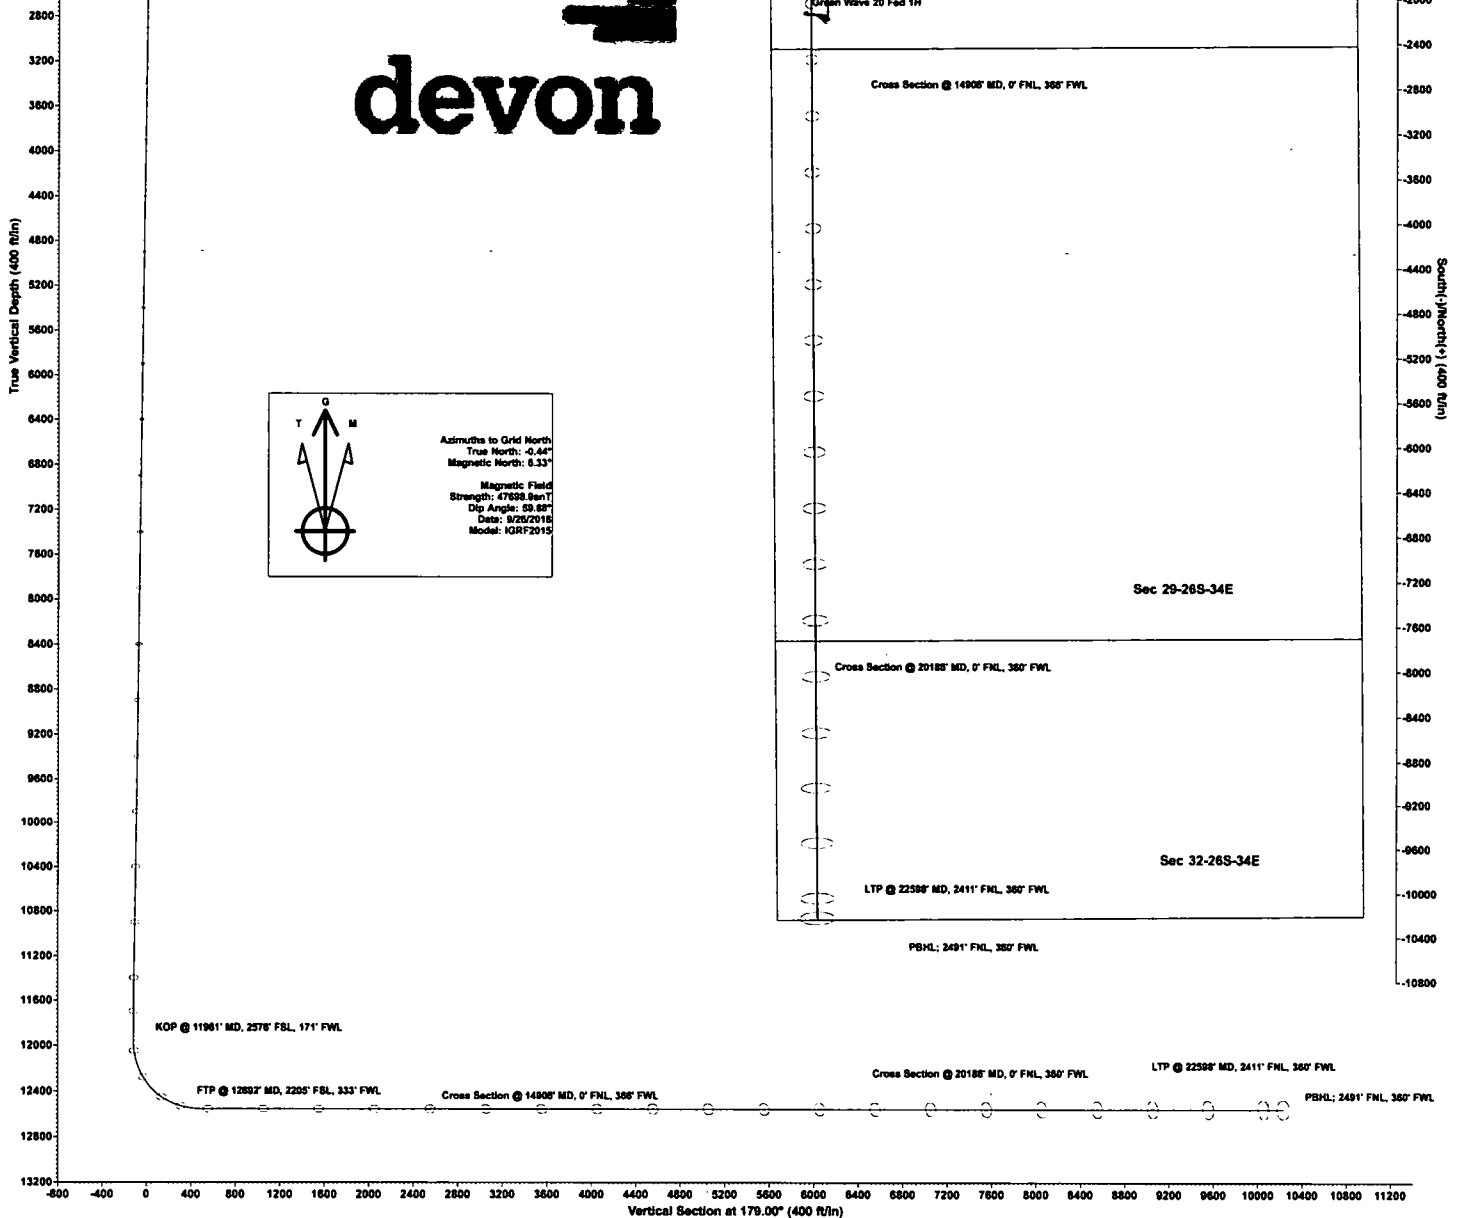 devon
Green Wave 20 Fed 1H
Cross Section @ 14908' MD, 0' FNL, 366' FWL
Sec 29-26S-34E
Cross Section @ 20188' MD, 0' FNL, 360' FWL
Sec 32-26S-34E
LTP @ 22598' MD, 2411' FNL, 360' FWL
PBHL; 2491' FNL, 360' FWL
-2400
-2800
-3200
-3600
-4000
-4400
-4800
-5200
-5600
-6000
-6400
-6800
-7200
-7600
-8000
-8400
-8800
-9200
-9600
-10000
-10400
-10800
South(-)/North(+) (400 ft/in)
True Vertical Depth (400 ft/in)
2800
3200
3600
4000
4400
4800
5200
5600
6000
6400
6800
7200
7600
8000
8400
8800
9200
9600
10000
10400
10800
11200
11600
12000
12400
12800
13200
G
T M
Azimuths to Grid North
True North: -0.44°
Magnetic North: 6.33°
Magnetic Field
Strength: 47698.9snT
Dip Angle: 59.88°
Model: IGRF2015
KOP @ 11961' MD, 2576' FSL, 171' FWL
FTP @ 12692' MD, 2205' FSL, 333' FWL
Cross Section @ 14908' MD, 0' FNL, 366' FWL
Cross Section @ 20188' MD, 0' FNL, 360' FWL
LTP @ 22598' MD, 2411' FNL, 360' FWL
PBHL; 2491' FNL, 360' FWL
-800 -400 0 400 800 1200 1600 2000 2400 2800 3200 3600 4000 4400 4800 5200 5600 6000 6400 6800 7200 7600 8000 8400 8800 9200 9600 10000 10400 10800 11200
Vertical Section at 179.00° (400 ft/in)